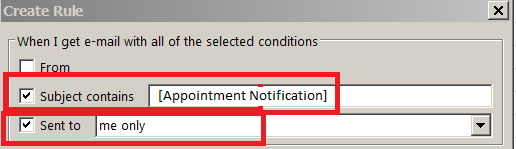 Create Rule
When I get e-mail with all of the selected conditions
From
Subject contains [Appointment Notification]
Sent to me only